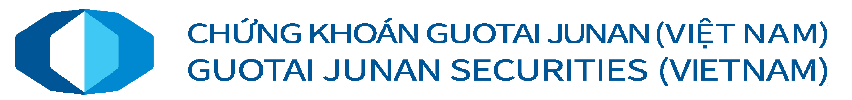 CHỨNG KHOÁN GUOTAI JUNAN (VIỆT NAM)
GUOTAI JUNAN SECURITIES (VIETNAM)